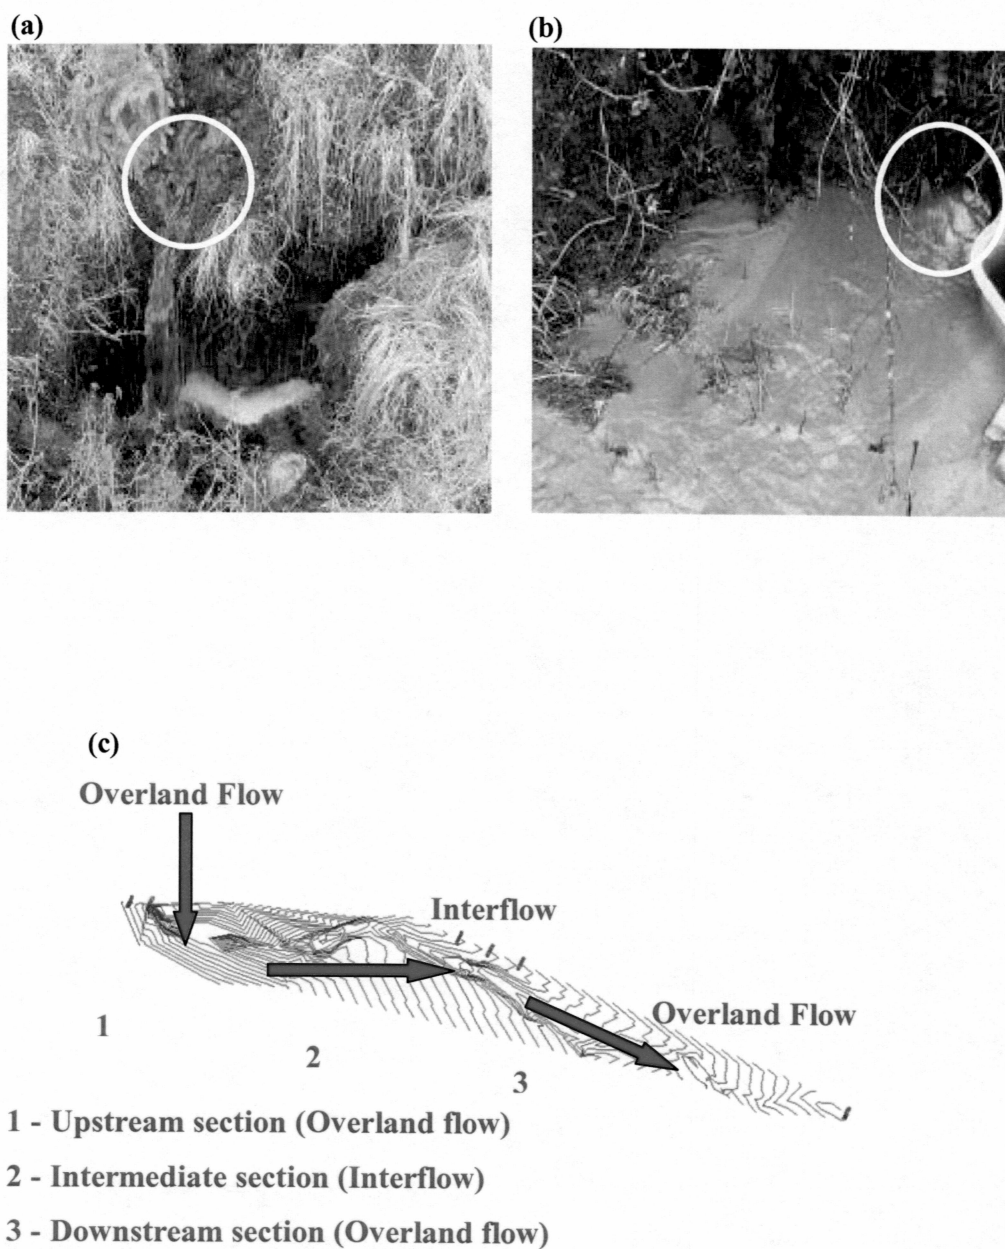 (a)
(b)
(c)
Overland Flow
Interflow
Overland Flow
1
2
3
1 - Upstream section (Overland flow)
2 - Intermediate section (Interflow)
3 - Downstream section (Overland flow)